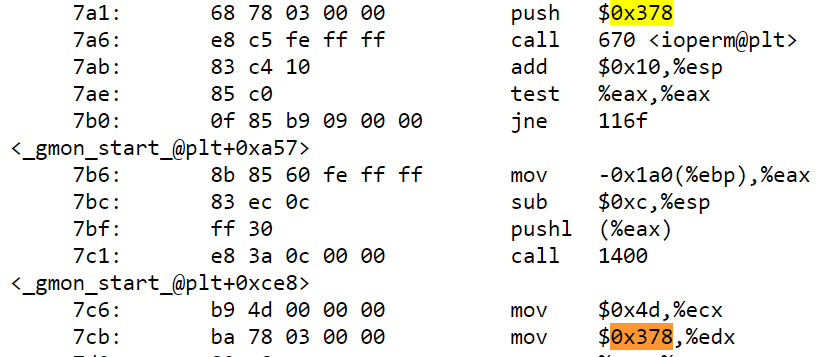 7a1: 68 78 03 00 00 push $0x378
7a6: e8 c5 fe ff ff call 670 <ioperm@plt>
7ab: 83 c4 10 add $0x10,%esp
7ae: 85 c0 test %eax,%eax
7b0: 0f 85 b9 09 00 00 jne 116f
<_gmon_start_@plt+0xa57>
7b6: 8b 85 60 fe ff ff mov -0x1a0(%ebp),%eax
7bc: 83 ec 0c sub $0xc,%esp
7bf: ff 30 pushl (%eax)
7c1: e8 3a 0c 00 00 call 1400
<_gmon_start_@plt+0xce8>
7c6: b9 4d 00 00 00 mov $0x4d,%ecx
7cb: ba 78 03 00 00 mov $0x378,%edx